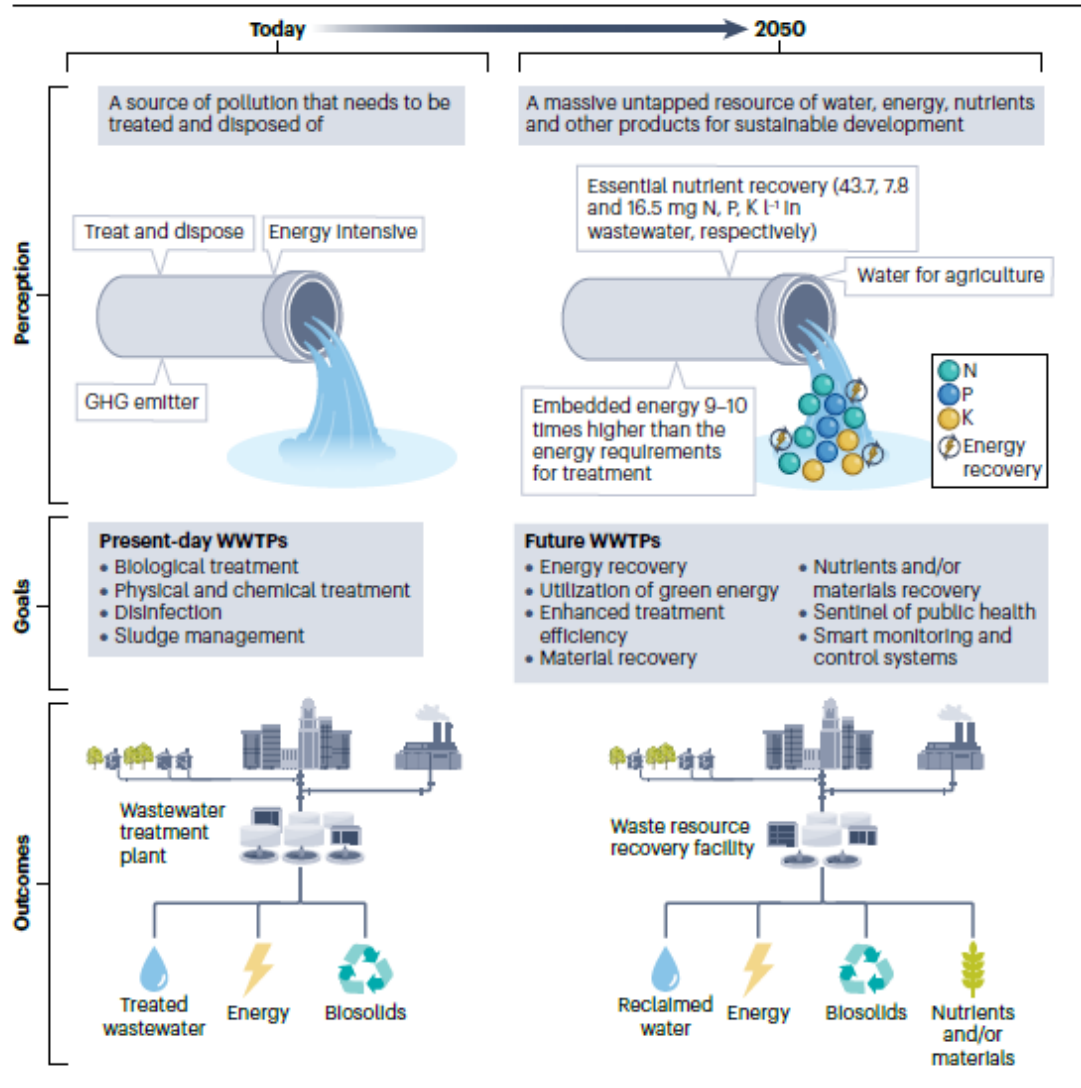 Today
2050
Perception
A source of pollution that needs to be
treated and disposed of
A massive untapped resource of water, energy, nutrients
and other products for sustainable development
Treat and dispose
Energy intensive
GHG emitter
Essential nutrient recovery (43.7, 7.8
and 16.5 mg N, P, K l⁻¹ in
wastewater, respectively)
Water for agriculture
Embedded energy 9–10
times higher than the
energy requirements
for treatment
N
P
K
Energy
recovery
Goals
Present-day WWTPs
• Biological treatment
• Physical and chemical treatment
• Disinfection
• Sludge management
Future WWTPs
• Energy recovery
• Utilization of green energy
• Enhanced treatment
efficiency
• Material recovery
• Nutrients and/or
materials recovery
• Sentinel of public health
• Smart monitoring and
control systems
Outcomes
Wastewater
treatment
plant
Treated
wastewater
Energy
Biosolids
Waste resource
recovery facility
Reclaimed
water
Energy
Biosolids
Nutrients
and/or
materials